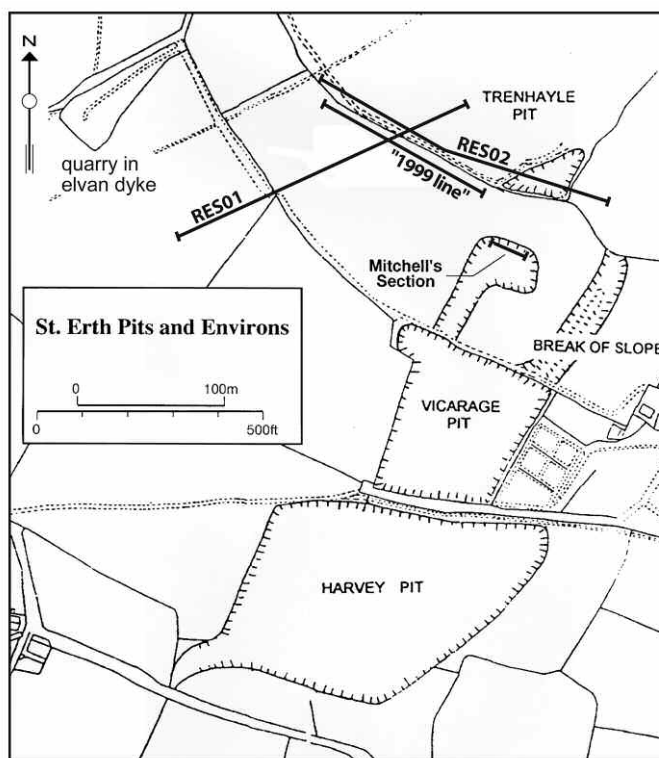 N
TRENHAYLE
PIT
quarry in
elvan dyke
RES02
"1999 line"
RES01
Mitchell's
Section
St. Erth Pits and Environs
BREAK OF SLOPE
0 100m
0 500ft
VICARAGE
PIT
HARVEY PIT